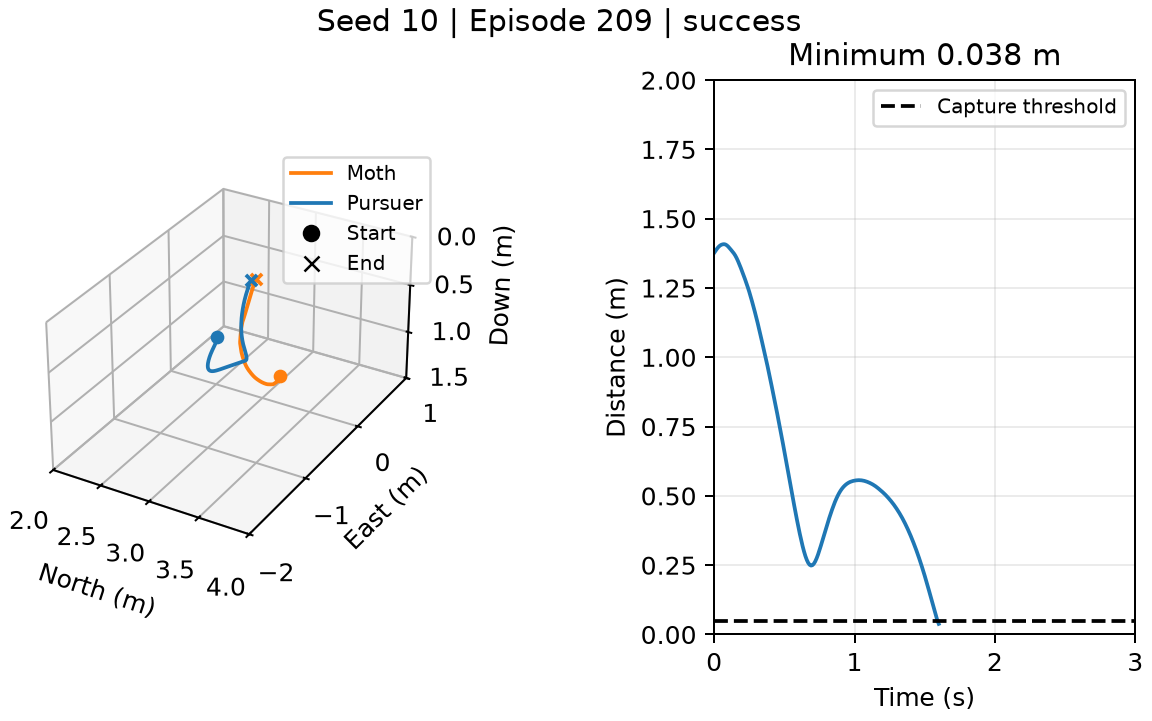 Seed 10 | Episode 209 | success
Moth
Pursuer
Start
End
0.0
0.5
1.0
1.5
Down (m)
1
0
−1
−2
East (m)
2.0
2.5
3.0
3.5
4.0
North (m)
Minimum 0.038 m
Capture threshold
2.00
1.75
1.50
1.25
1.00
0.75
0.50
0.25
0.00
Distance (m)
0 1 2 3
Time (s)